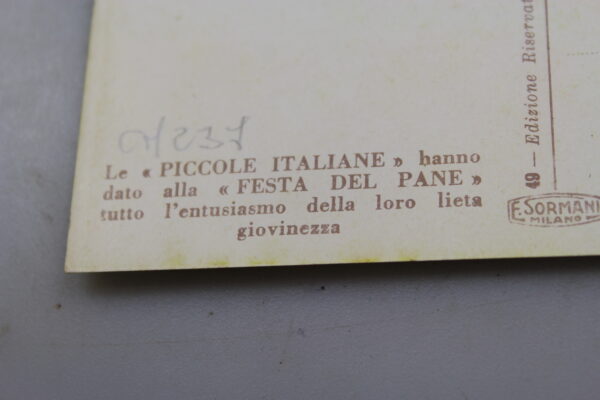 Le « PICCOLE ITALIANE » hanno
dato alla « FESTA DEL PANE »
tutto l'entusiasmo della loro lieta
giovinezza
49 — Edizione Riservat
F. SORMANI
MILANO